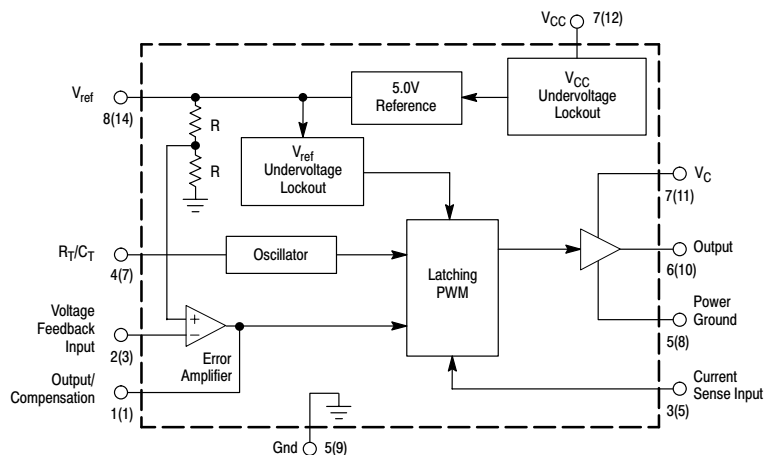 V_CC 7(12)
V_ref
8(14)
R
R
5.0V
Reference
V_CC
Undervoltage
Lockout
V_ref
Undervoltage
Lockout
V_C
7(11)
R_T/C_T
4(7)
Oscillator
Latching
PWM
Output
6(10)
Voltage
Feedback
Input
2(3)
+
−
Error
Amplifier
Power
Ground
5(8)
Output/
Compensation
1(1)
Current
Sense Input
3(5)
Gnd 5(9)